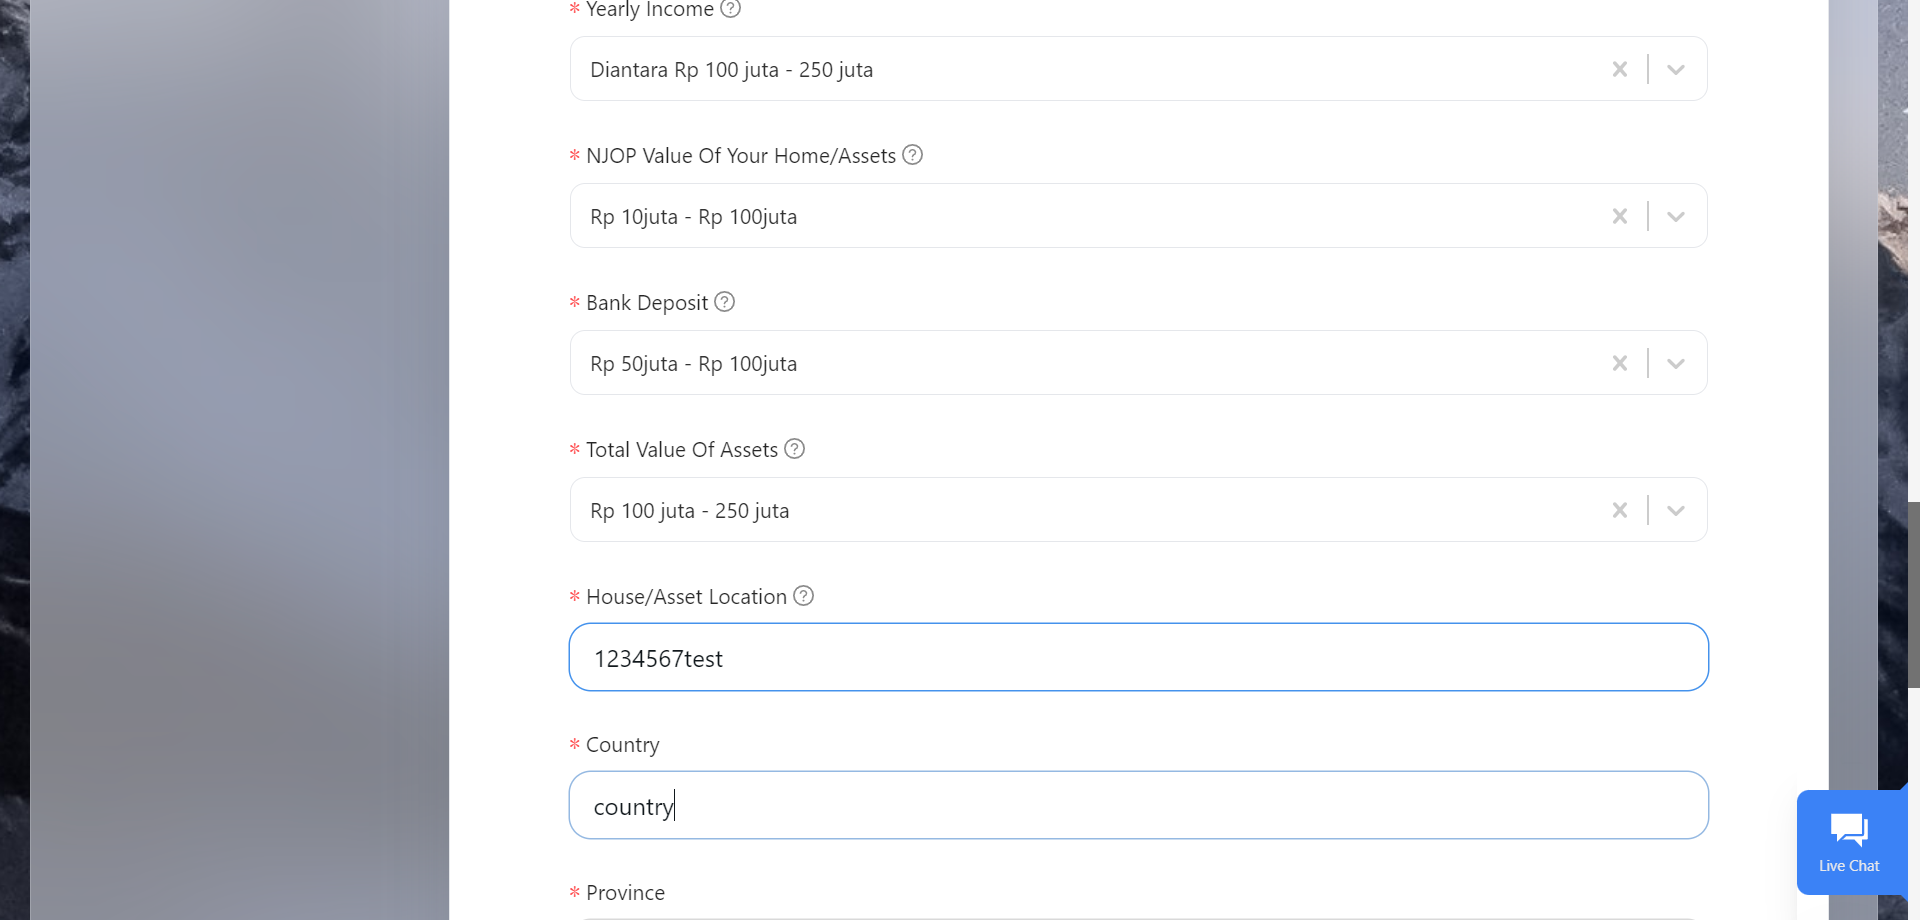 * Yearly Income ?
Diantara Rp 100 juta - 250 juta
* NJOP Value Of Your Home/Assets ?
Rp 10juta - Rp 100juta
* Bank Deposit ?
Rp 50juta - Rp 100juta
* Total Value Of Assets ?
Rp 100 juta - 250 juta
* House/Asset Location ?
1234567test
* Country
country
* Province
Live Chat